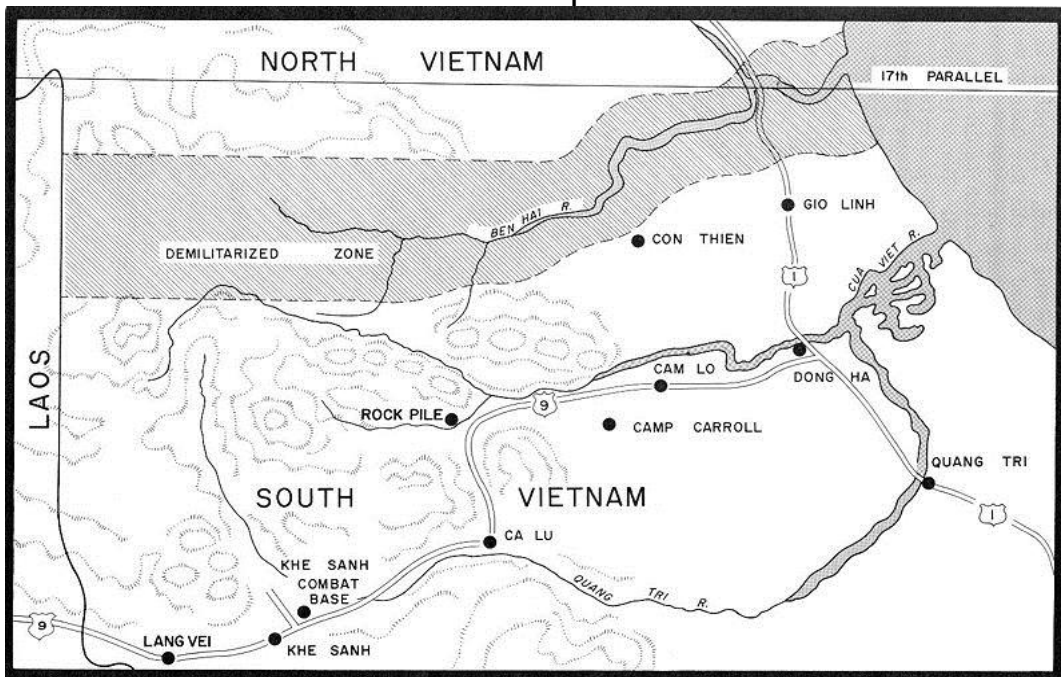 NORTH VIETNAM
17th PARALLEL
GIO LINH
BEN HAI R.
CON THIEN
DEMILITARIZED ZONE
CUA VIET R.
1
LAOS
CAM LO
DONG HA
9
ROCK PILE
CAMP CARROLL
QUANG TRI
SOUTH VIETNAM
1
CA LU
KHE SANH
COMBAT
BASE
QUANG TRI R.
9
LANG VEI
KHE SANH